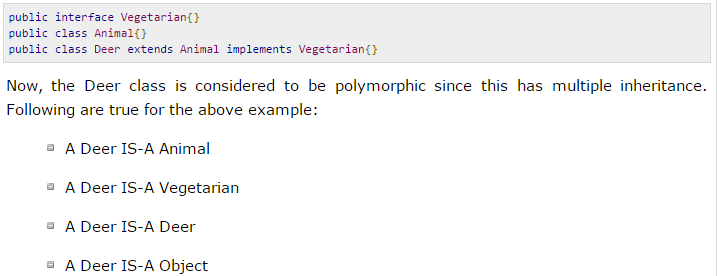 public interface Vegetarian{}
public class Animal{}
public class Deer extends Animal implements Vegetarian{}
Now, the Deer class is considered to be polymorphic since this has multiple inheritance.
Following are true for the above example:
A Deer IS-A Animal
A Deer IS-A Vegetarian
A Deer IS-A Deer
A Deer IS-A Object